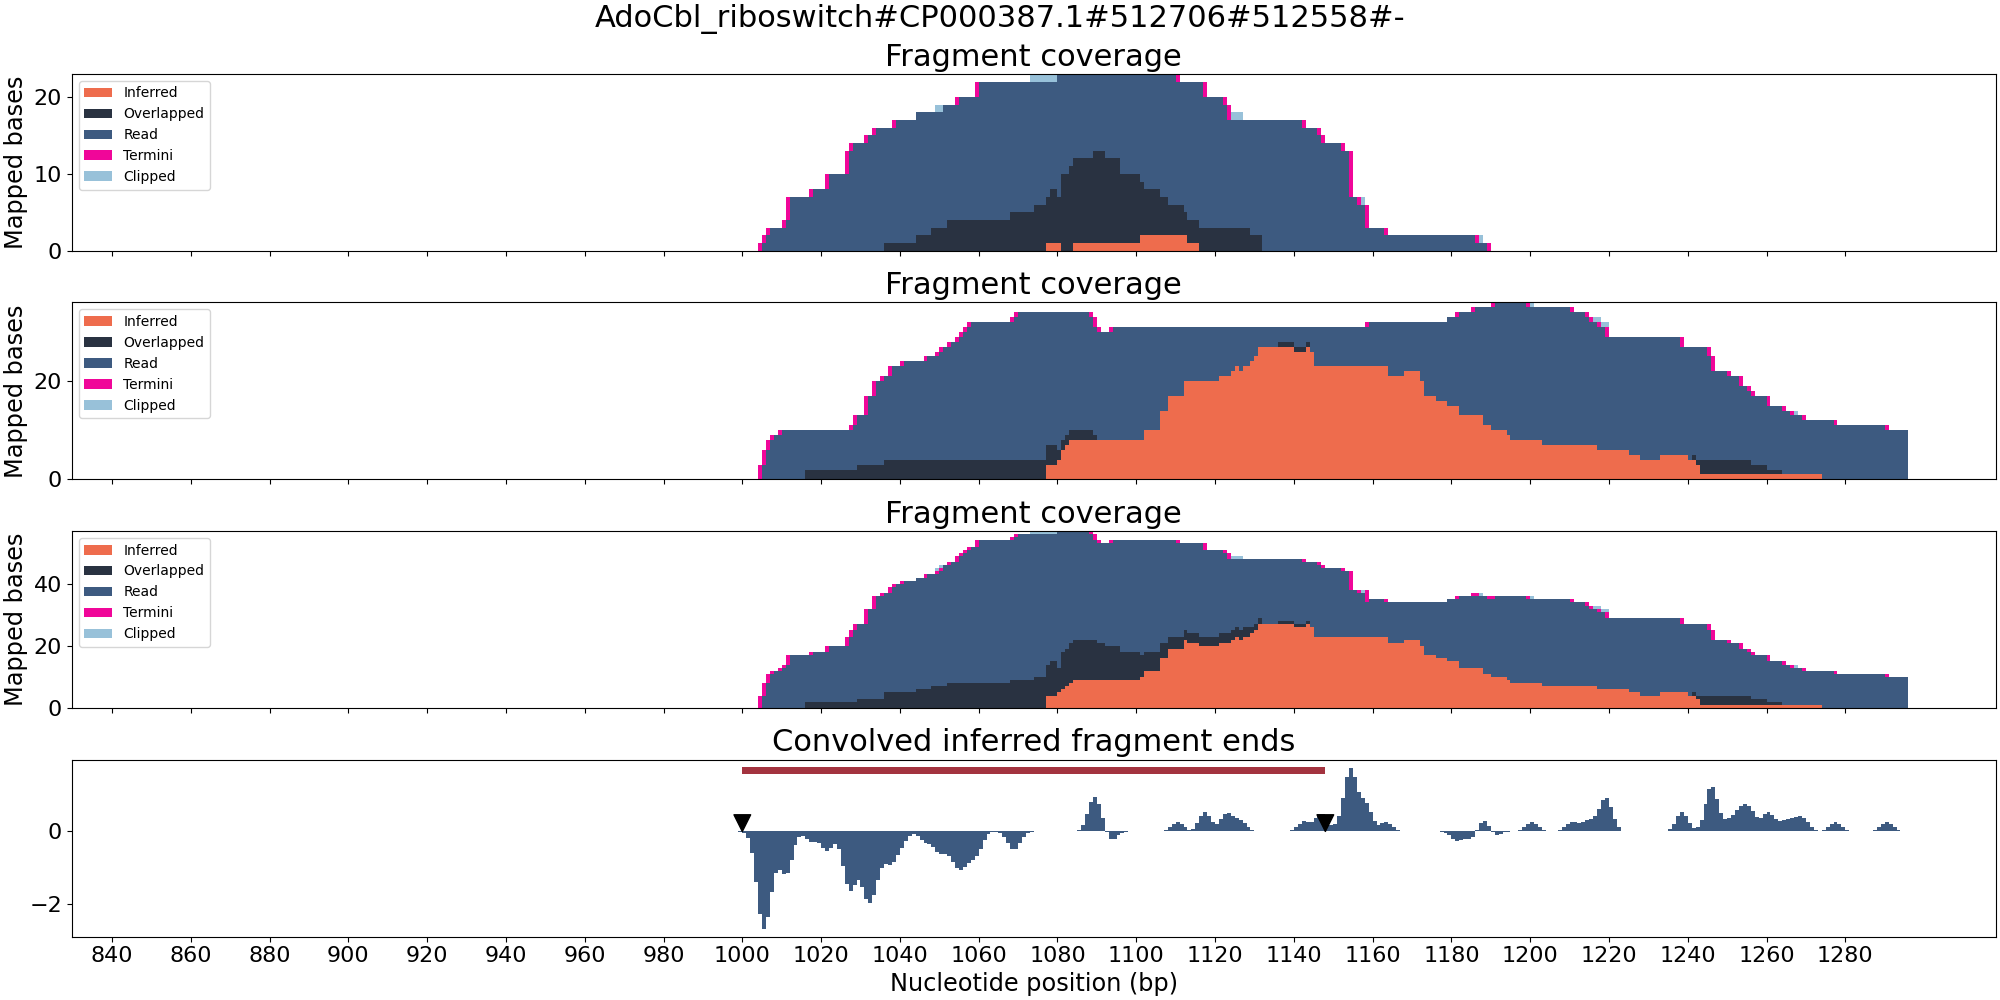 AdoCbl_riboswitch#CP000387.1#512706#512558#-
Fragment coverage
Mapped bases
20
10
0
Inferred
Overlapped
Read
Termini
Clipped
Fragment coverage
Mapped bases
20
0
Inferred
Overlapped
Read
Termini
Clipped
Fragment coverage
Mapped bases
40
20
0
Inferred
Overlapped
Read
Termini
Clipped
Convolved inferred fragment ends
0
−2
840 860 880 900 920 940 960 980 1000 1020 1040 1060 1080 1100 1120 1140 1160 1180 1200 1220 1240 1260 1280
Nucleotide position (bp)